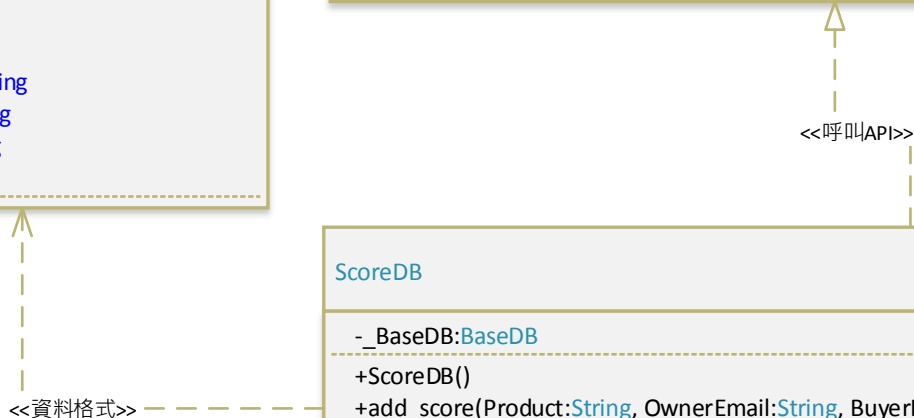 ing
g
<<呼叫API>>
ScoreDB
-_BaseDB:BaseDB
+ScoreDB()
+add_score(Product:String, OwnerEmail:String, Buyer
<<資料格式>>